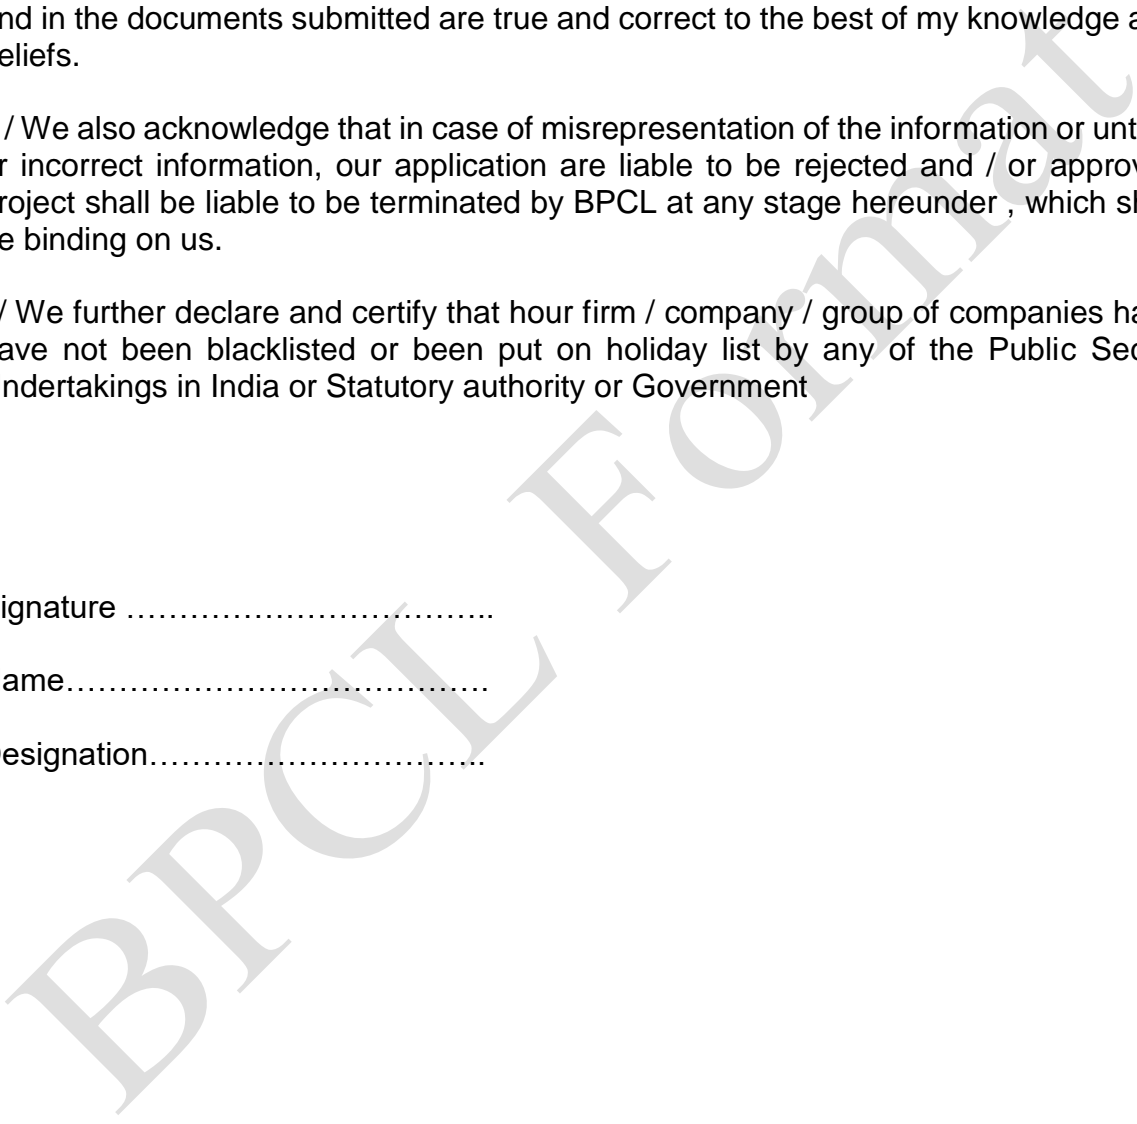 nd in the documents submitted are true and correct to the best of my knowledge a
eliefs.
/ We also acknowledge that in case of misrepresentation of the information or unt
r incorrect information, our application are liable to be rejected and / or approv
roject shall be liable to be terminated by BPCL at any stage hereunder , which sh
e binding on us.
/ We further declare and certify that hour firm / company / group of companies ha
ave not been blacklisted or been put on holiday list by any of the Public Sec
ndertakings in India or Statutory authority or Government
ignature ……………………………..
ame………………………………….
esignation…………………………..
BPCL Format